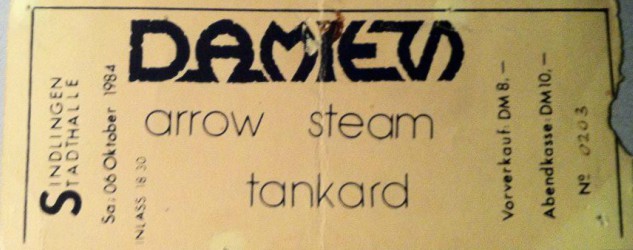 SINDLINGEN
STADTHALLE
Sa: 06 Oktober 1984
INLASS 18 30
DAMIEN
arrow steam
tankard
Vorverkauf: DM 8,—
Abendkasse: DM 10,—
Nº 0203